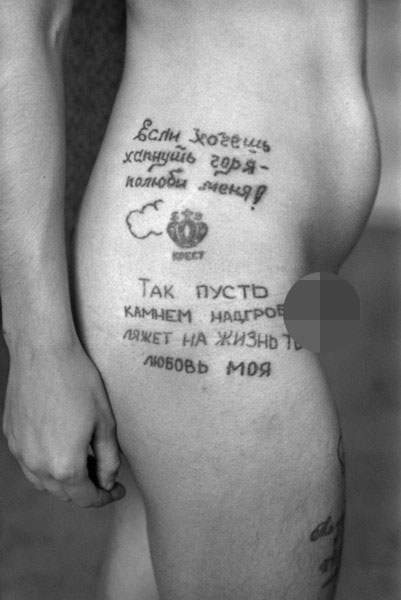 Если хочешь
хапнуть горя-
полюби меня!
КРЕСТ
ТАК ПУСТЬ
КАМНЕМ
ЛЯЖЕТ НА ЖИЗНЬ
ЛЮБОВЬ МОЯ